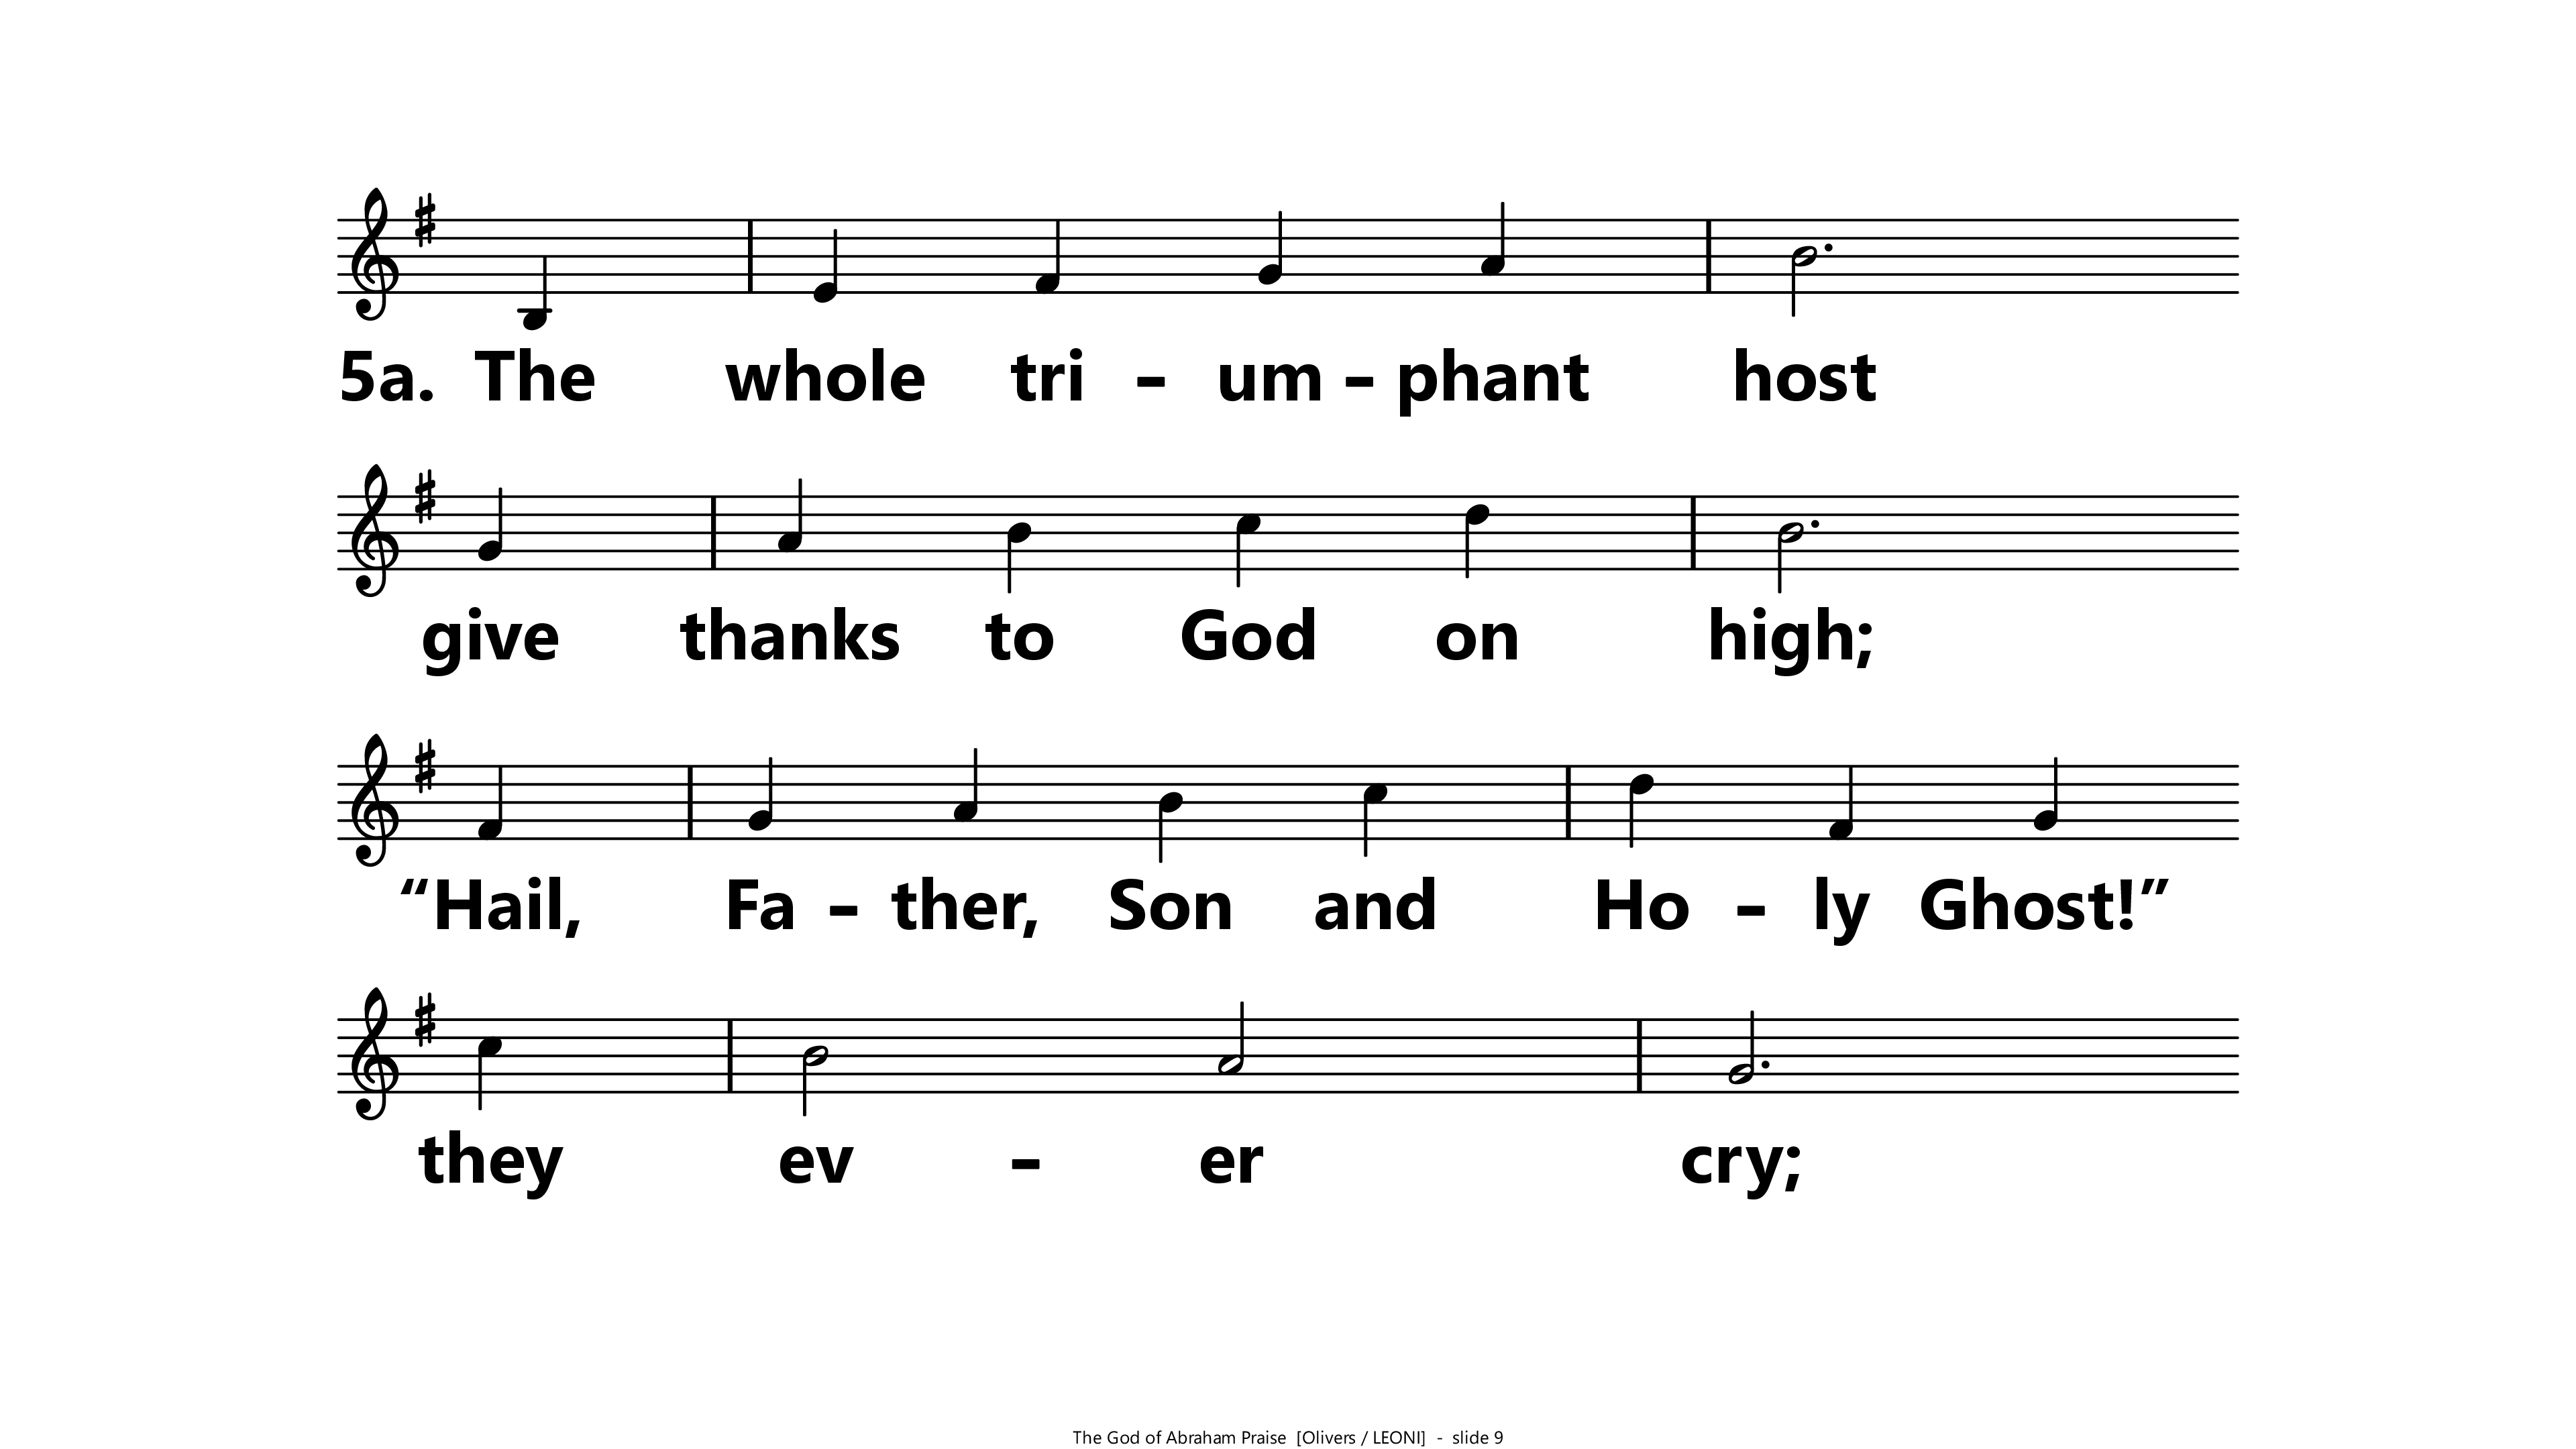 5a. The whole tri - um - phant host
give thanks to God on high;
“Hail, Fa - ther, Son and Ho - ly Ghost!”
they ev - er cry;
The God of Abraham Praise [Olivers / LEONI] - slide 9